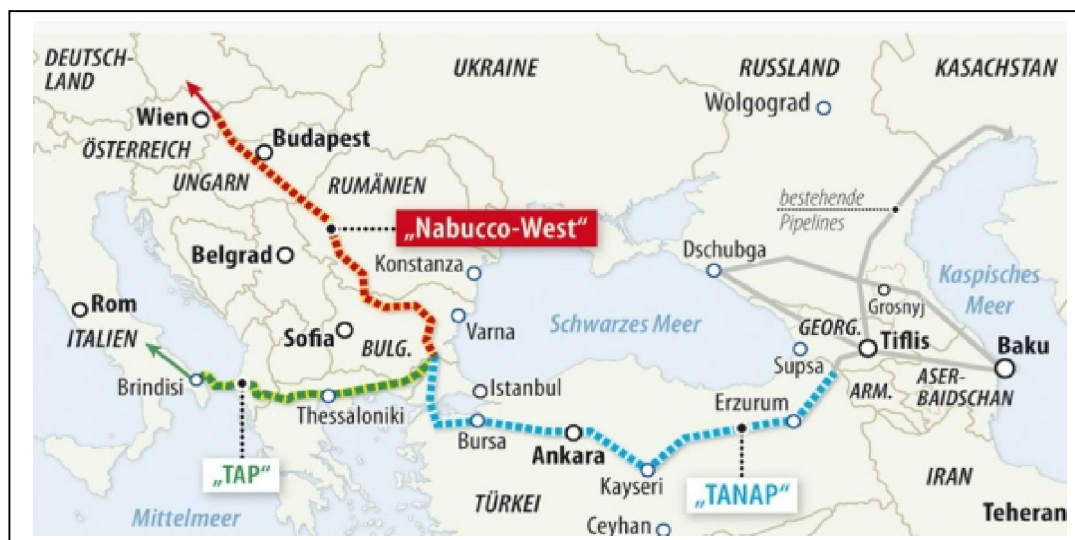 DEUTSCH-
LAND
UKRAINE
RUSSLAND
KASACHSTAN
Wolgograd
Wien
ÖSTERREICH
Budapest
UNGARN
RUMÄNIEN
bestehende
Pipelines
„Nabucco-West“
Belgrad
Konstanza
Dschubga
Kaspisches
Meer
Grosnyj
Rom
ITALIEN
Sofia
BULG.
Varna
Schwarzes Meer
GEORG.
Tiflis
Supsa
Baku
Brindisi
Thessaloniki
Istanbul
Erzurum
ARM.
ASER-
BAIDSCHAN
Bursa
Ankara
„TAP“
Kayseri
„TANAP“
IRAN
TÜRKEI
Mittelmeer
Ceyhan
Teheran